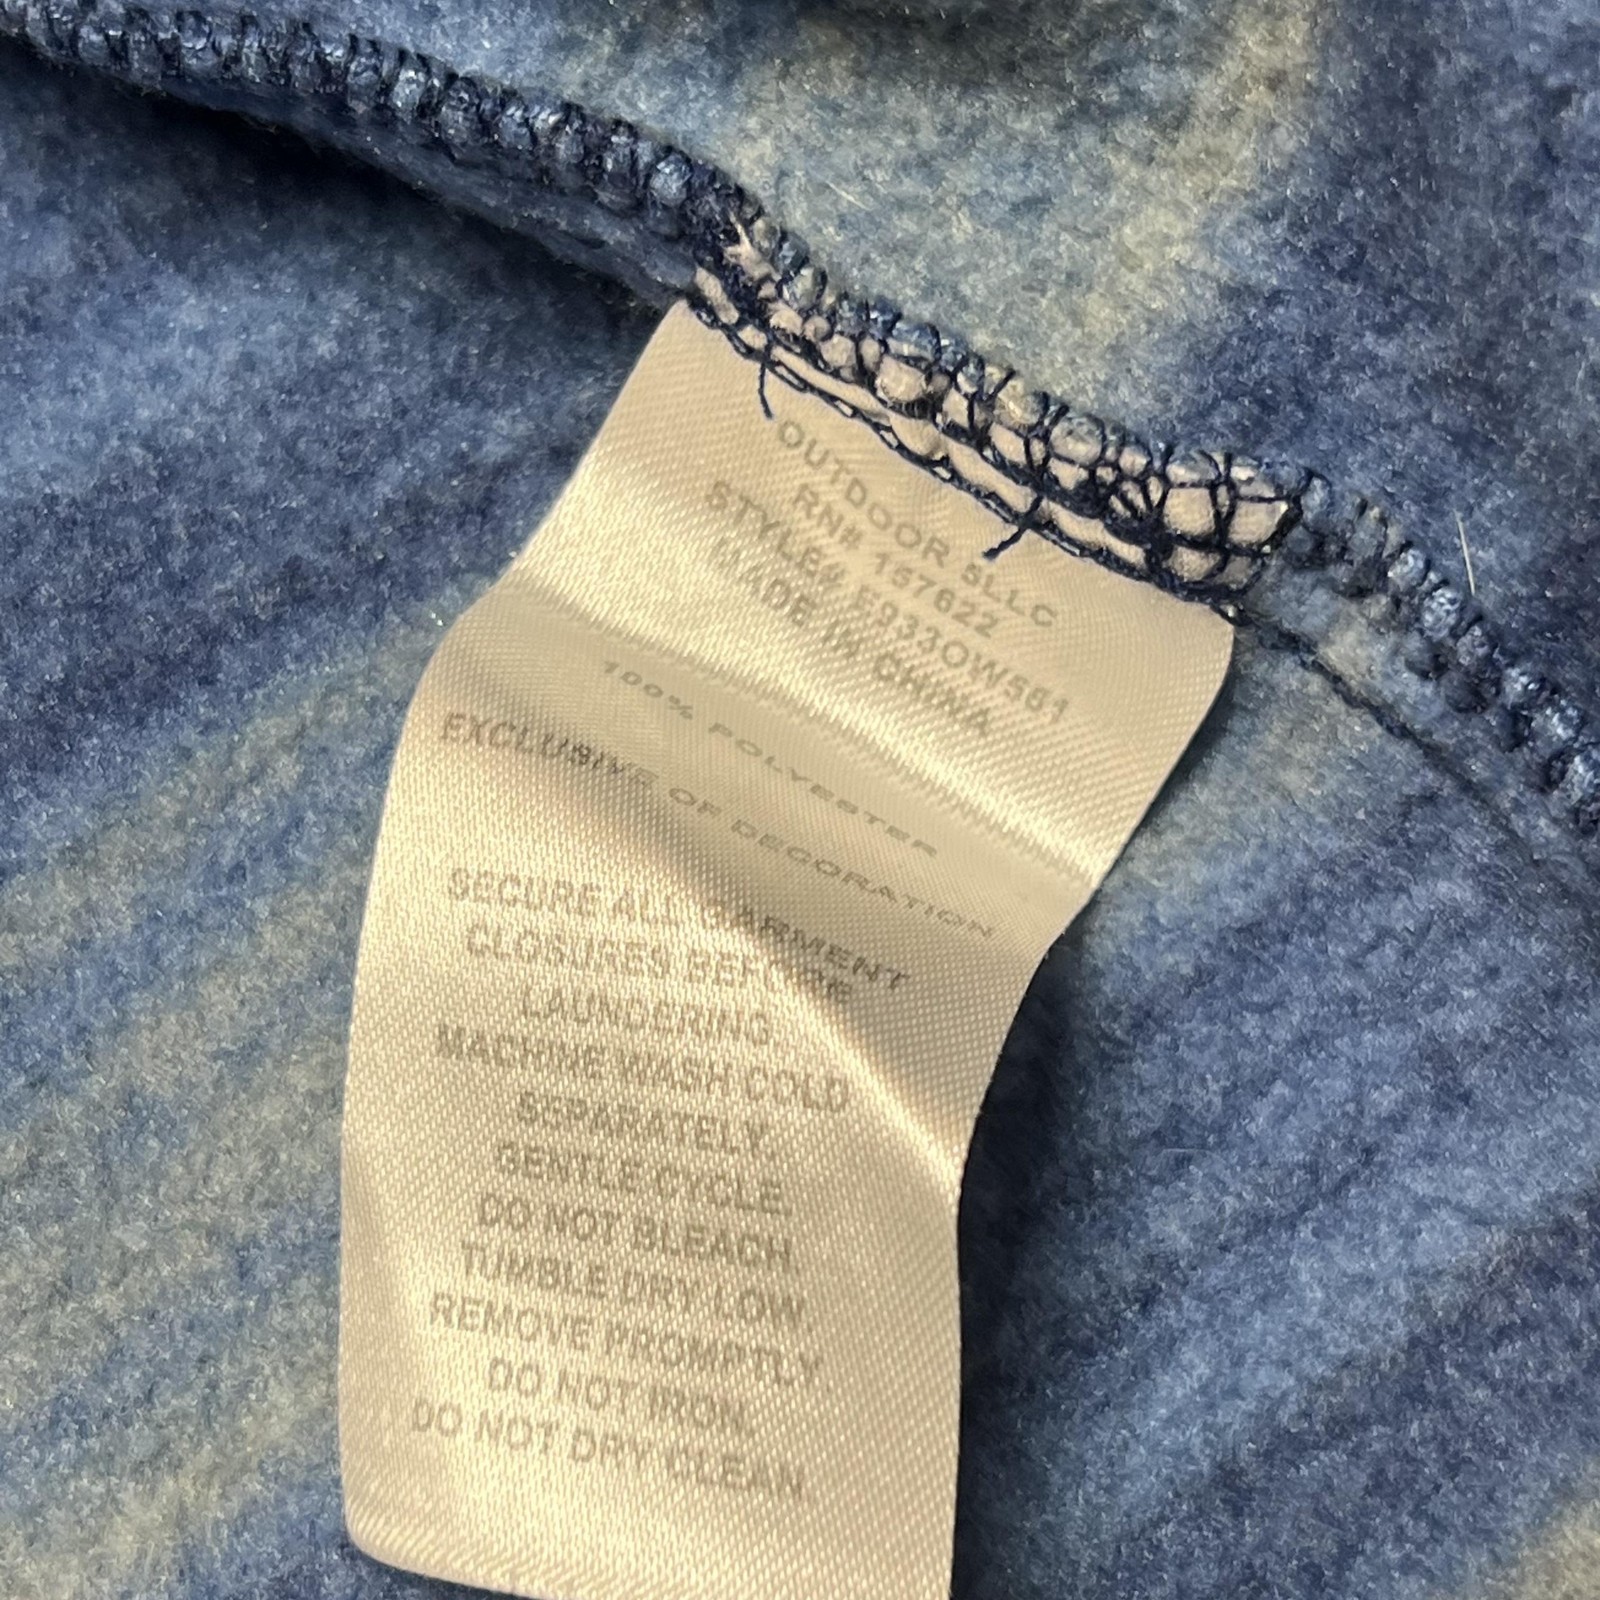 OUTDOOR 5LLC
RN# 157622
STYLE# F933OW561
MADE IN CHINA
100% POLYESTER
EXCLUSIVE OF DECORATION
SECURE ALL GARMENT
CLOSURES BEFORE
LAUNDERING.
MACHINE WASH COLD
SEPARATELY.
GENTLE CYCLE.
DO NOT BLEACH
TUMBLE DRY LOW.
REMOVE PROMPTLY.
DO NOT IRON.
DO NOT DRY CLEAN.